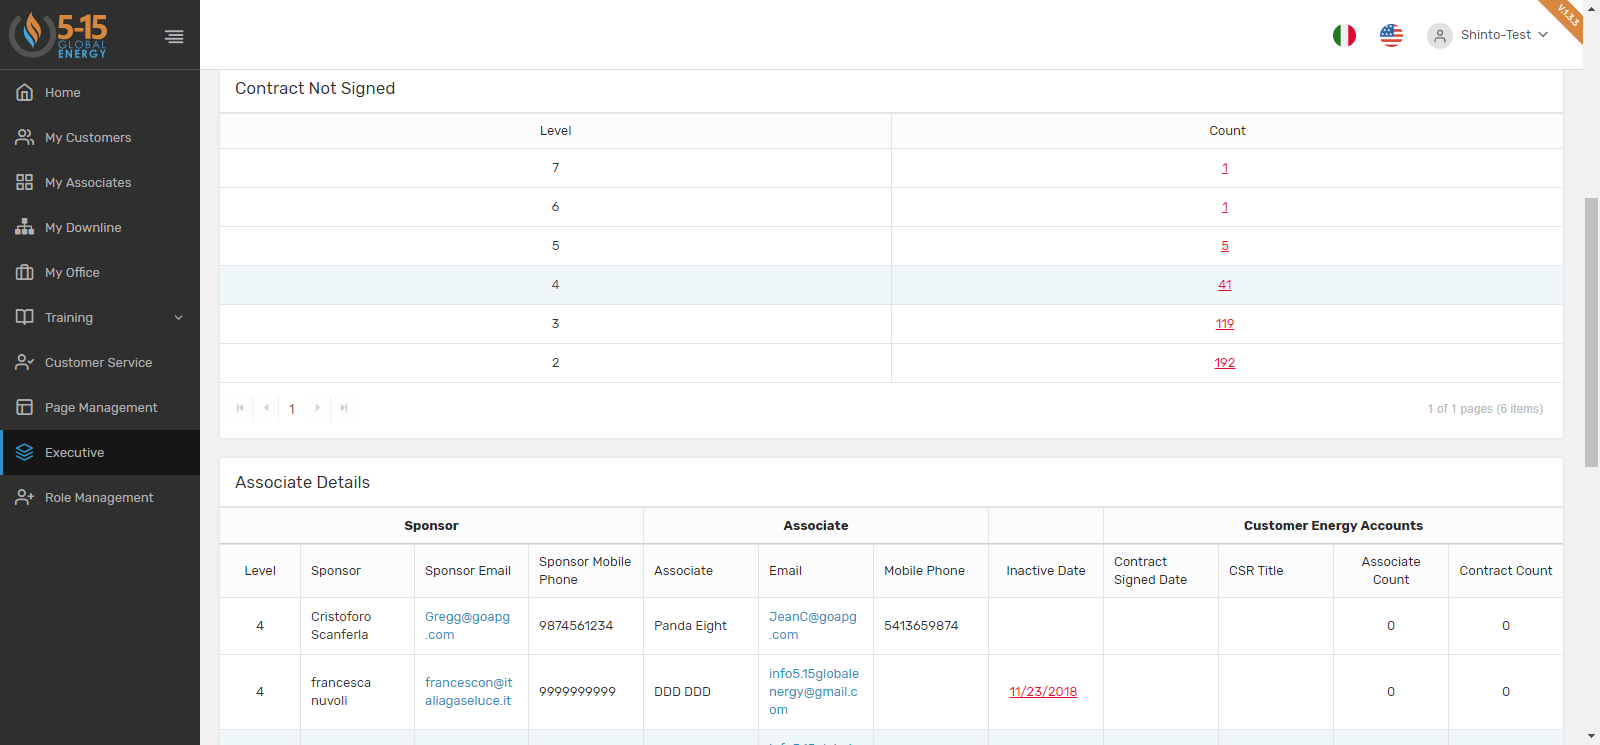 5-15
GLOBAL
ENERGY
Shinto-Test
V.1.3.3
Home
My Customers
My Associates
My Downline
My Office
Training
Customer Service
Page Management
Executive
Role Management
Contract Not Signed
Level Count
7 1
6 1
5 5
4 41
3 119
2 192
1
1 of 1 pages (6 items)
Associate Details
Sponsor Associate Customer Energy Accounts
Level Sponsor Sponsor Email Sponsor Mobile Phone Associate Email Mobile Phone Inactive Date Contract Signed Date CSR Title Associate Count Contract Count
4 Cristoforo Scanferla Gregg@goapg.com 9874561234 Panda Eight JeanC@goapg.com 5413659874 0 0
4 francesca nuvoli francescon@italiagaseluce.it 9999999999 DDD DDD info5.15globalenergy@gmail.com 11/23/2018 0 0